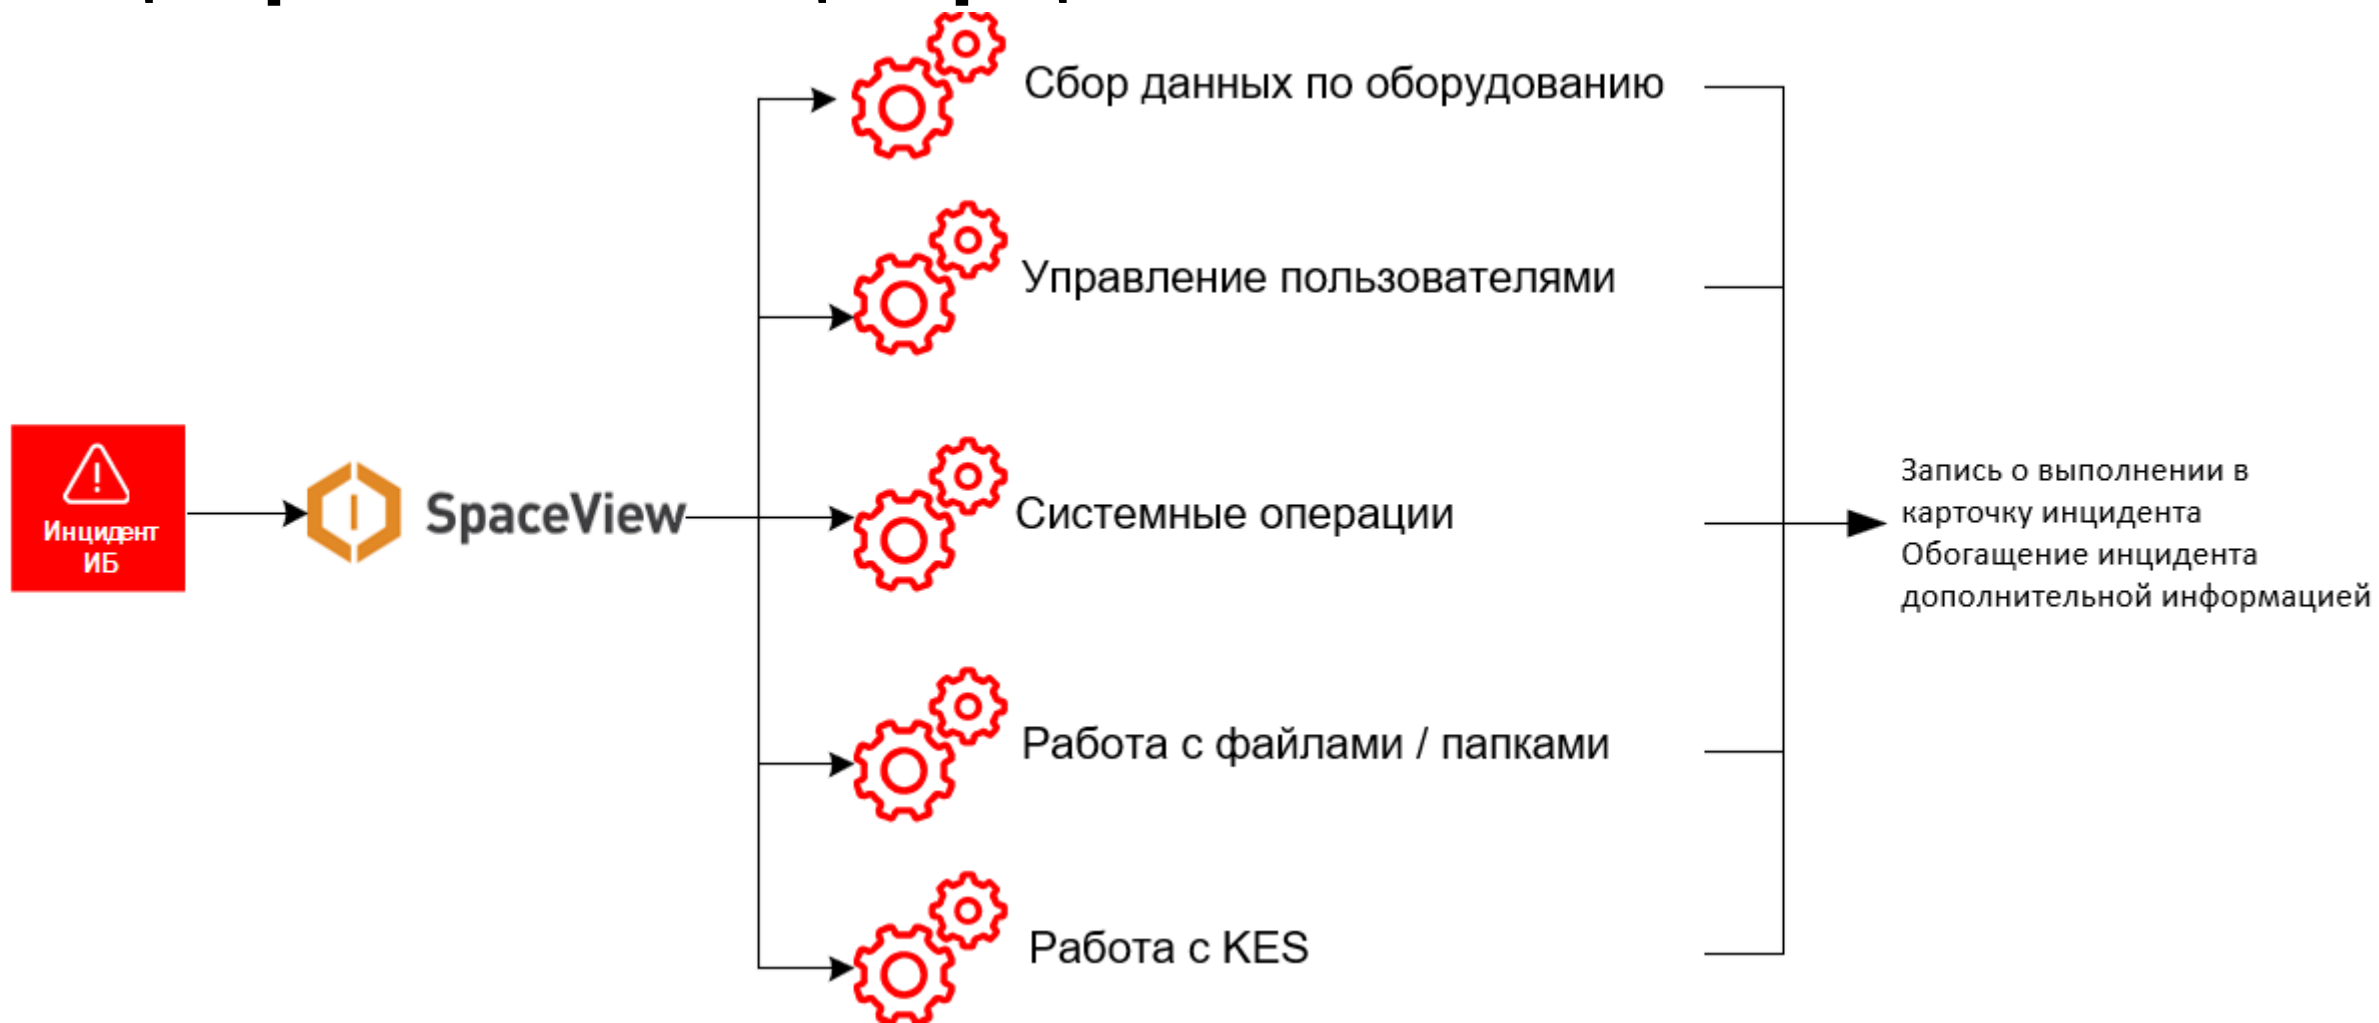 Сбор данных по оборудованию
Управление пользователями
Инцидент
ИБ
SpaceView
Системные операции
Запись о выполнении в
карточку инцидента
Обогащение инцидента
дополнительной информацией
Работа с файлами / папками
Работа с KES